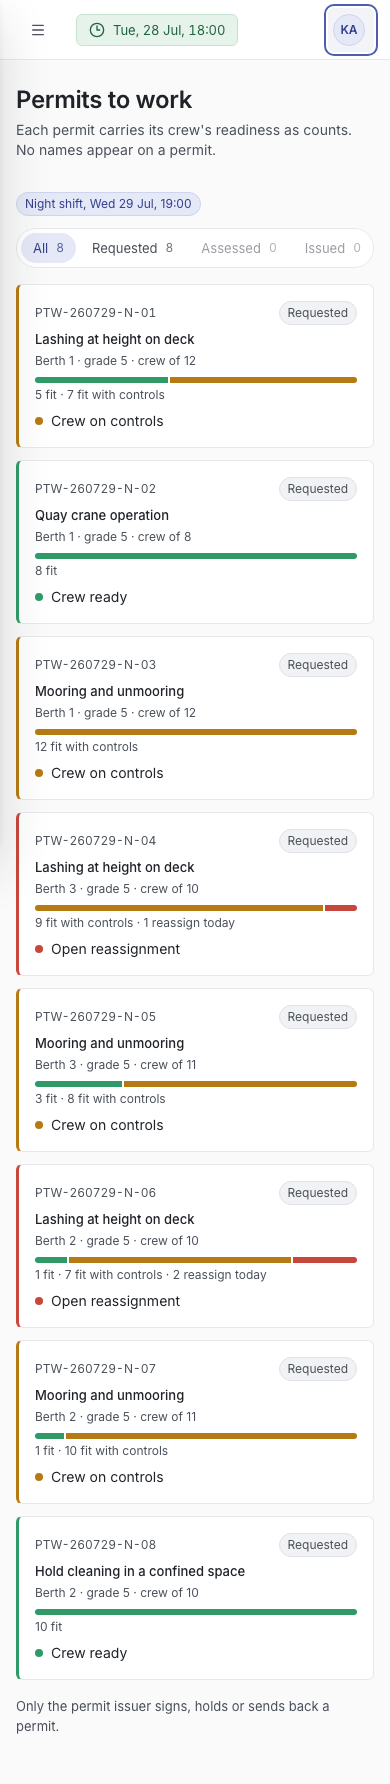 Tue, 28 Jul, 18:00
KA
Permits to work
Each permit carries its crew's readiness as counts.
No names appear on a permit.
Night shift, Wed 29 Jul, 19:00
All 8 Requested 8 Assessed 0 Issued 0
PTW-260729-N-01 Requested
Lashing at height on deck
Berth 1 · grade 5 · crew of 12
5 fit · 7 fit with controls
Crew on controls
PTW-260729-N-02 Requested
Quay crane operation
Berth 1 · grade 5 · crew of 8
8 fit
Crew ready
PTW-260729-N-03 Requested
Mooring and unmooring
Berth 1 · grade 5 · crew of 12
12 fit with controls
Crew on controls
PTW-260729-N-04 Requested
Lashing at height on deck
Berth 3 · grade 5 · crew of 10
9 fit with controls · 1 reassign today
Open reassignment
PTW-260729-N-05 Requested
Mooring and unmooring
Berth 3 · grade 5 · crew of 11
3 fit · 8 fit with controls
Crew on controls
PTW-260729-N-06 Requested
Lashing at height on deck
Berth 2 · grade 5 · crew of 10
1 fit · 7 fit with controls · 2 reassign today
Open reassignment
PTW-260729-N-07 Requested
Mooring and unmooring
Berth 2 · grade 5 · crew of 11
1 fit · 10 fit with controls
Crew on controls
PTW-260729-N-08 Requested
Hold cleaning in a confined space
Berth 2 · grade 5 · crew of 10
10 fit
Crew ready
Only the permit issuer signs, holds or sends back a
permit.